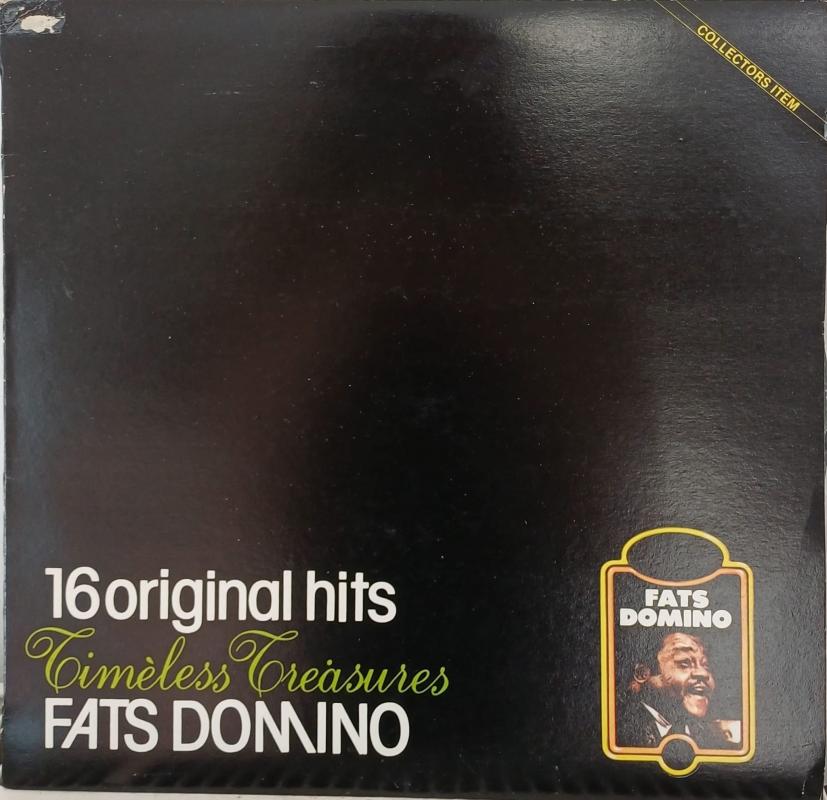 COLLECTORS ITEM
16 original hits
Timèless Treasures
FATS DOMINO
FATS
DOMINO